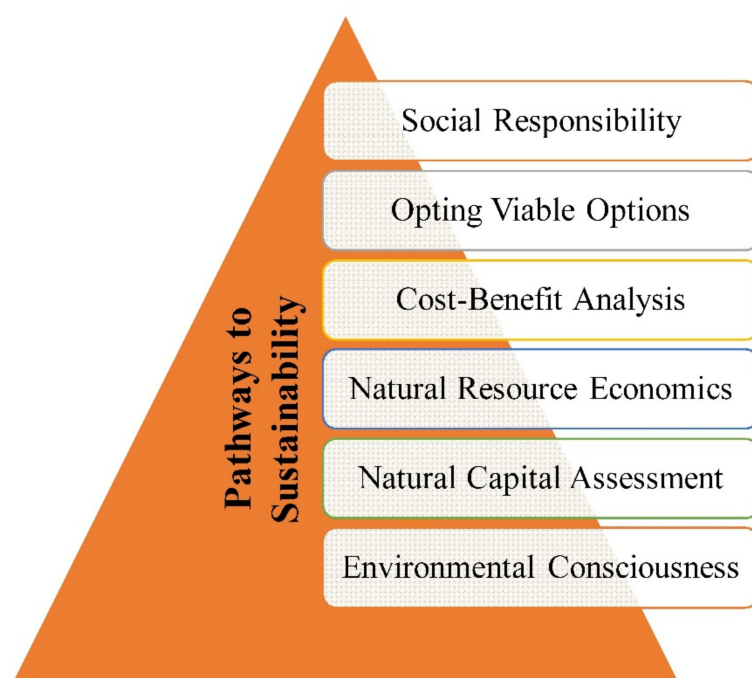 Pathways to
Sustainability
Social Responsibility
Opting Viable Options
Cost-Benefit Analysis
Natural Resource Economics
Natural Capital Assessment
Environmental Consciousness